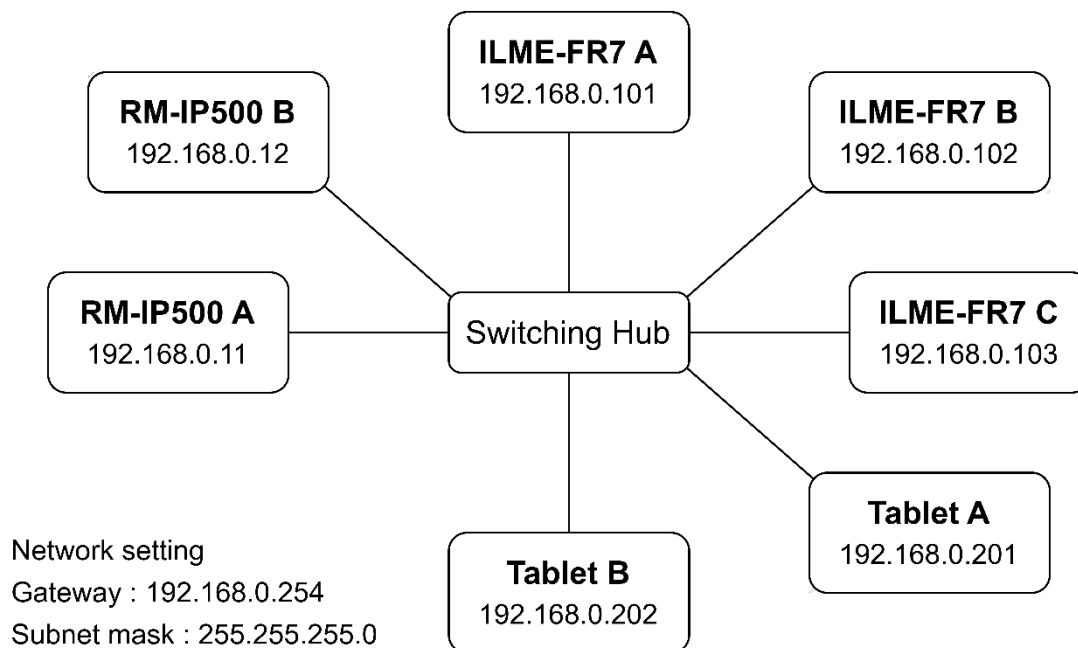 ILME-FR7 A
192.168.0.101
RM-IP500 B
192.168.0.12
ILME-FR7 B
192.168.0.102
RM-IP500 A
192.168.0.11
Switching Hub
ILME-FR7 C
192.168.0.103
Tablet A
192.168.0.201
Tablet B
192.168.0.202
Network setting
Gateway : 192.168.0.254
Subnet mask : 255.255.255.0